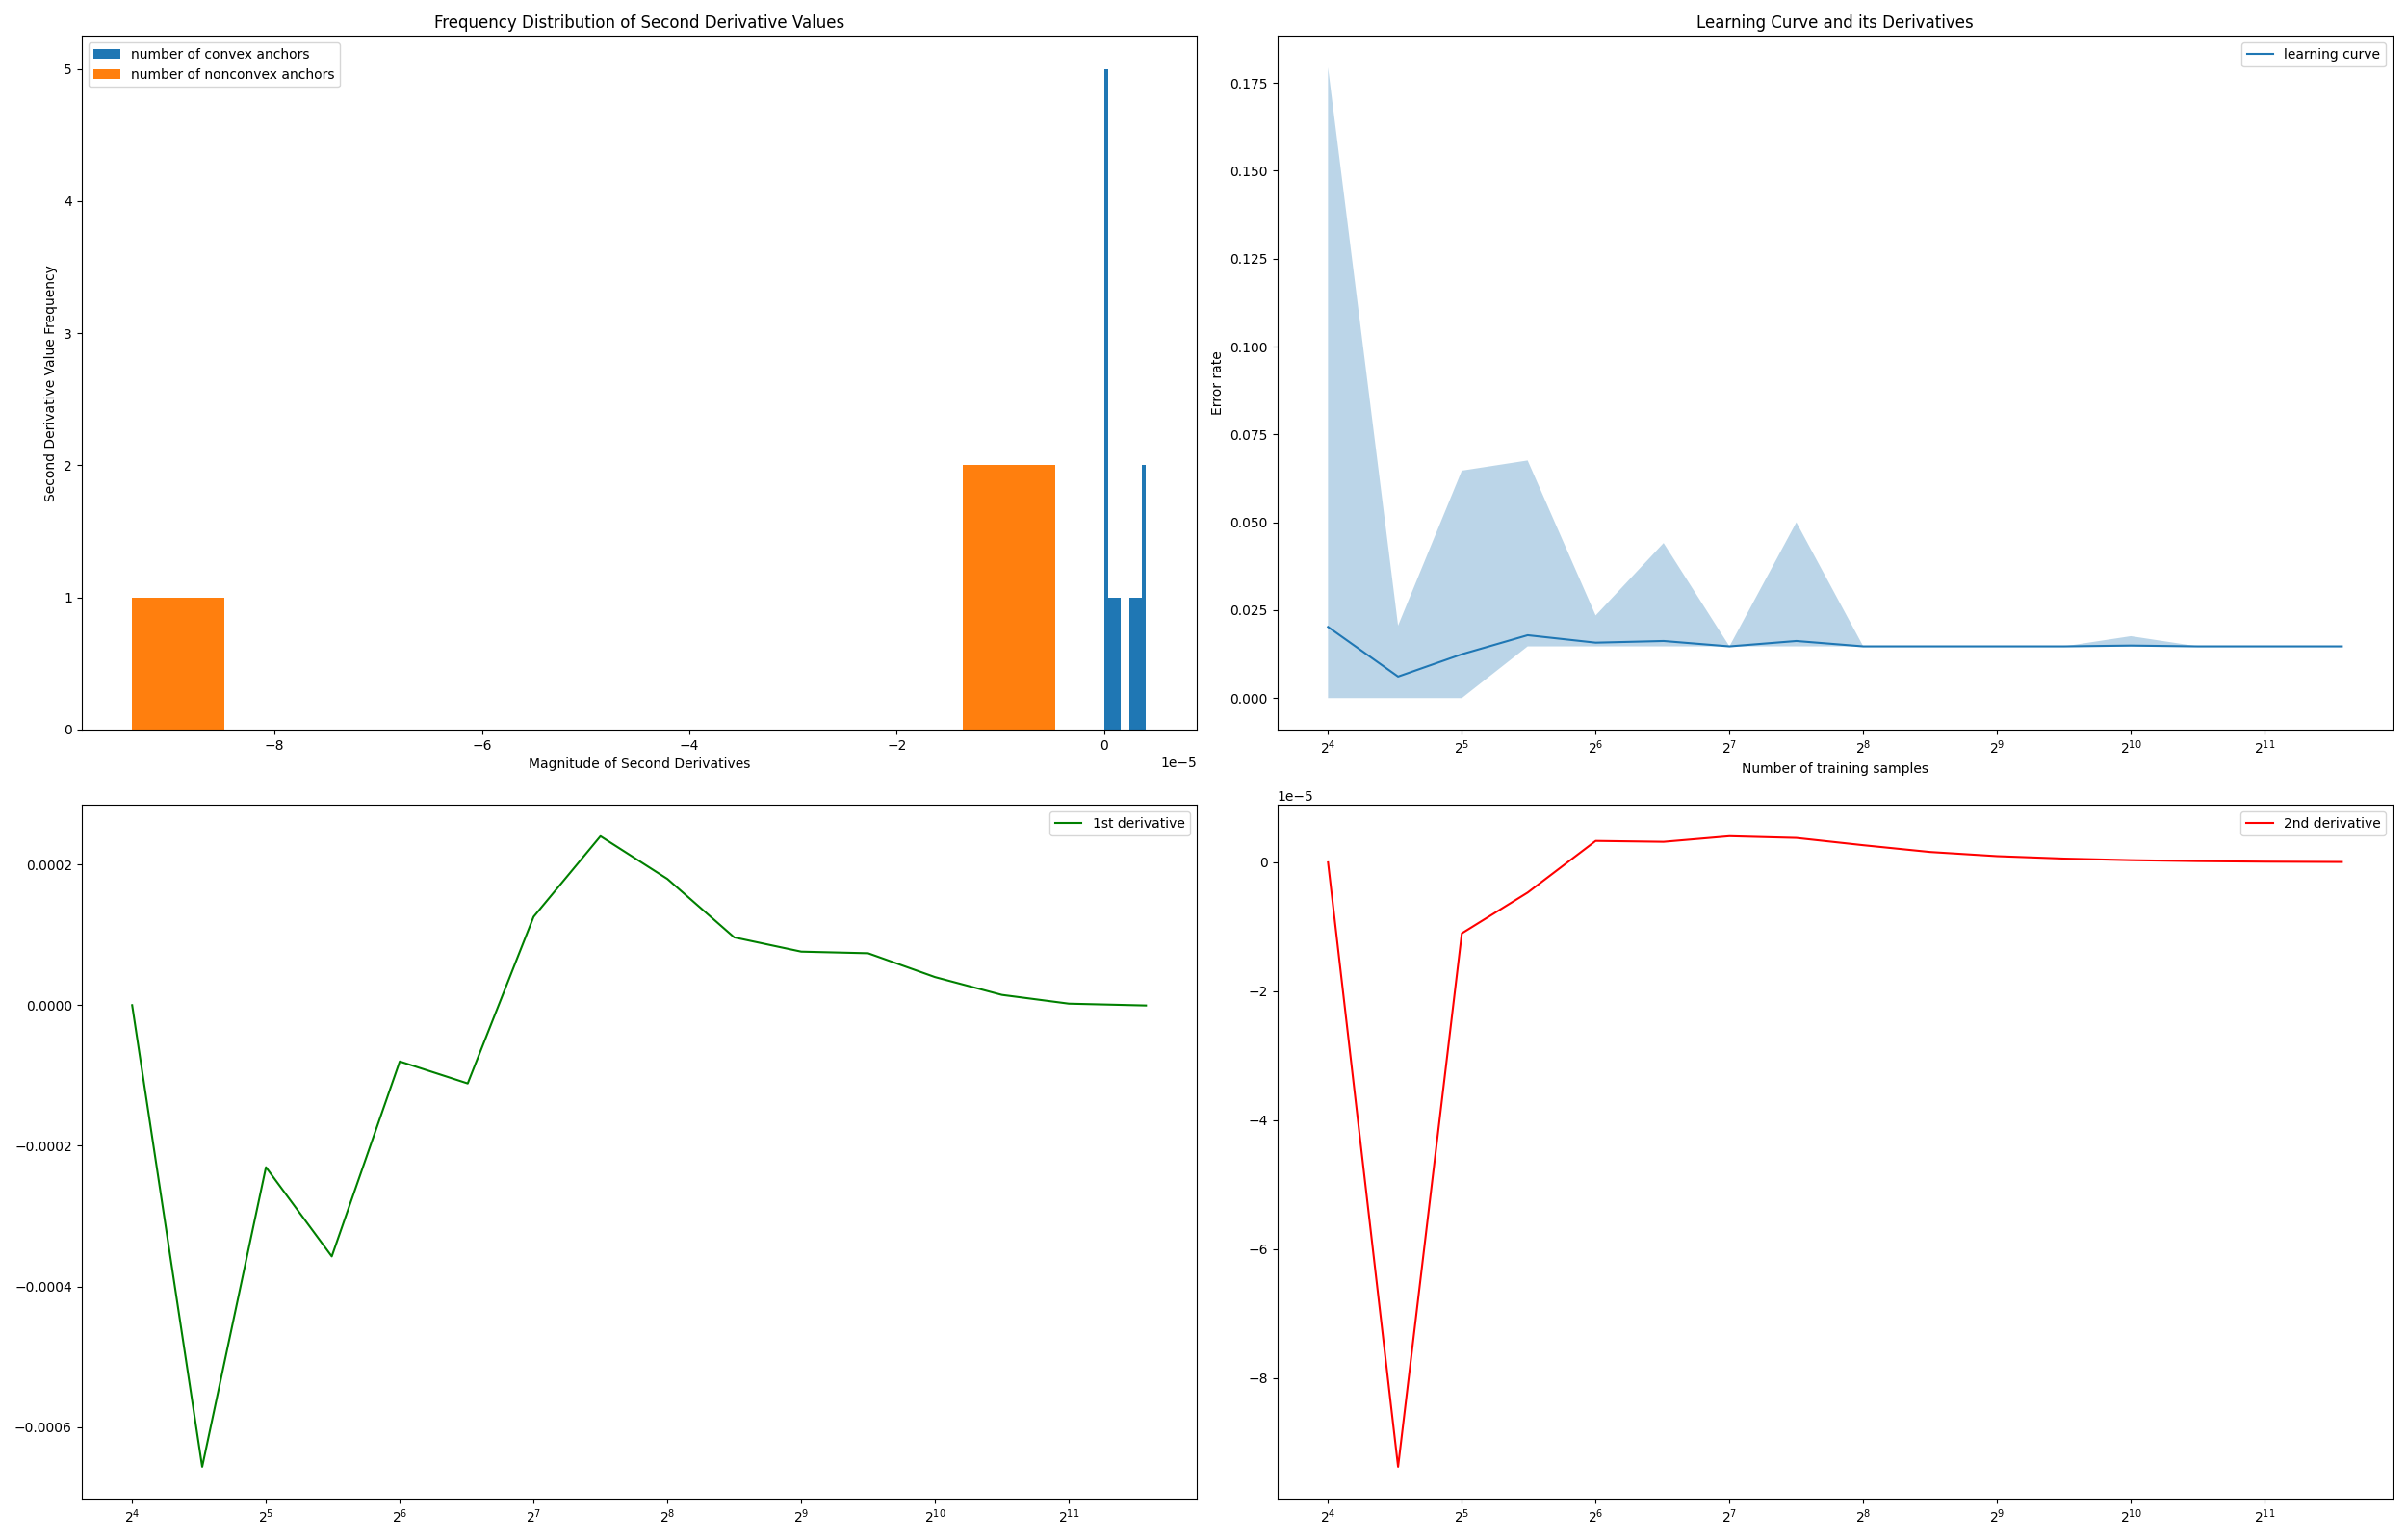 Frequency Distribution of Second Derivative Values
number of convex anchors
number of nonconvex anchors
Second Derivative Value Frequency
5
4
3
2
1
0
−8 −6 −4 −2 0
1e−5
Magnitude of Second Derivatives
Learning Curve and its Derivatives
learning curve
Error rate
0.175
0.150
0.125
0.100
0.075
0.050
0.025
0.000
2^4 2^5 2^6 2^7 2^8 2^9 2^10 2^11
Number of training samples
1st derivative
0.0002
0.0000
−0.0002
−0.0004
−0.0006
2^4 2^5 2^6 2^7 2^8 2^9 2^10 2^11
1e−5
2nd derivative
0
−2
−4
−6
−8
2^4 2^5 2^6 2^7 2^8 2^9 2^10 2^11